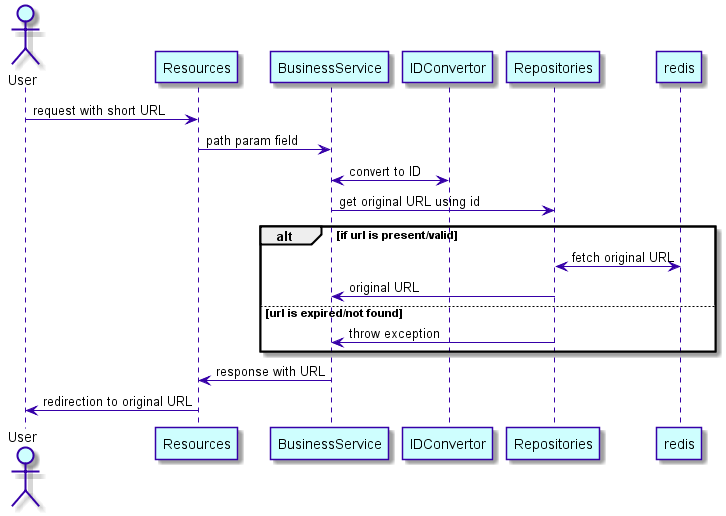 User
Resources BusinessService IDConvertor Repositories redis
request with short URL
path param field
convert to ID
get original URL using id
alt [if url is present/valid]
fetch original URL
original URL
[url is expired/not found]
throw exception
response with URL
redirection to original URL
User
Resources BusinessService IDConvertor Repositories redis